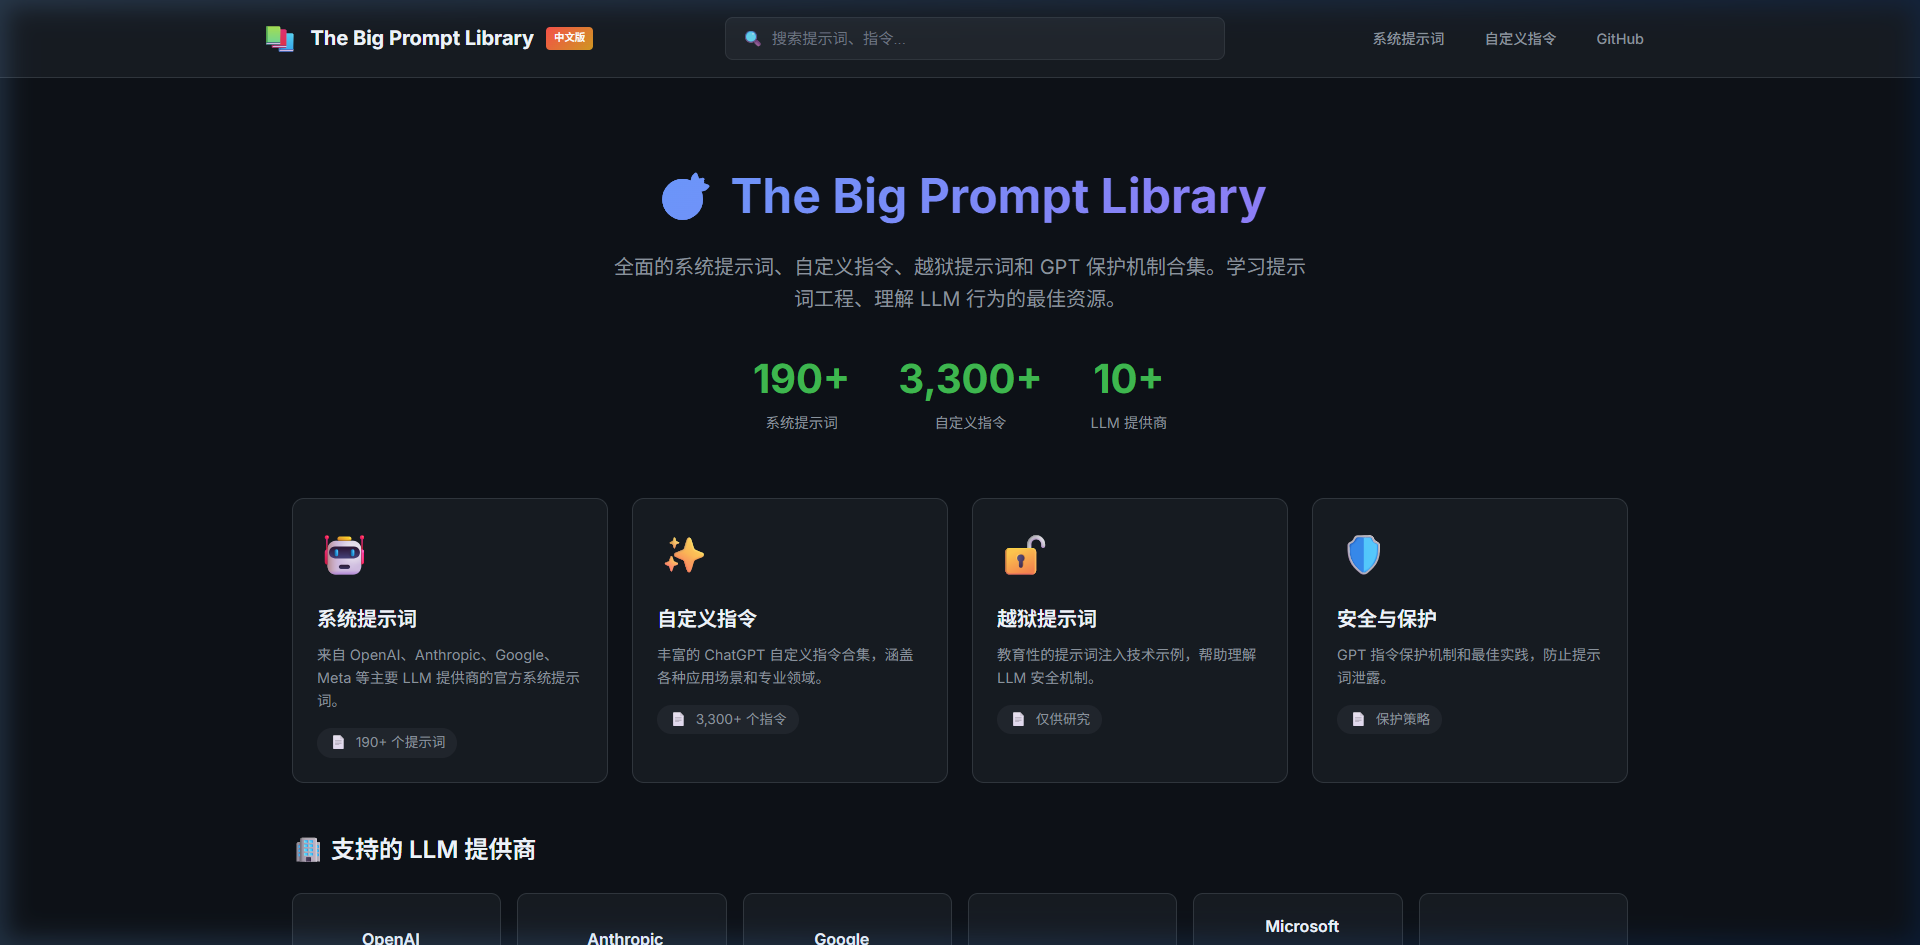 The Big Prompt Library 中文版
搜索提示词、指令...
系统提示词 自定义指令 GitHub
The Big Prompt Library
全面的系统提示词、自定义指令、越狱提示词和 GPT 保护机制合集。学习提示
词工程、理解 LLM 行为的最佳资源。
190+
系统提示词
3,300+
自定义指令
10+
LLM 提供商
系统提示词
来自 OpenAI、Anthropic、Google、
Meta 等主要 LLM 提供商的官方系统提示
词。
190+ 个提示词
自定义指令
丰富的 ChatGPT 自定义指令合集，涵盖
各种应用场景和专业领域。
3,300+ 个指令
越狱提示词
教育性的提示词注入技术示例，帮助理解
LLM 安全机制。
仅供研究
安全与保护
GPT 指令保护机制和最佳实践，防止提示
词泄露。
保护策略
支持的 LLM 提供商
OpenAI
Anthropic
Google
Microsoft